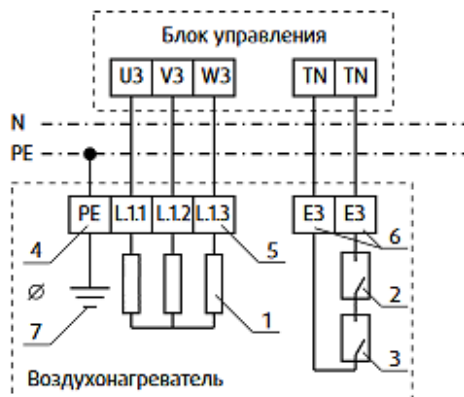 Блок управления
U3 V3 W3 TN TN
N
PE
PE L.1.1 L.1.2 L.1.3 E3 E3
4 5 6
Ø 2
7 1 3
Воздухонагреватель